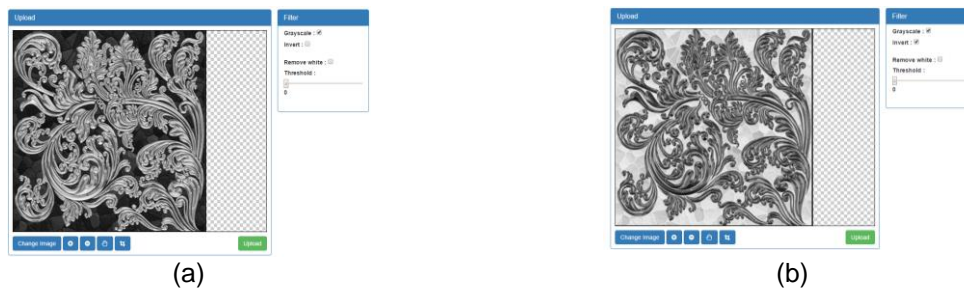 Upload
Filter
Grayscale :
Invert :
Remove white :
Threshold :
0
Change Image
Upload
(a)
Upload
Filter
Grayscale :
Invert :
Remove white :
Threshold :
0
Change Image
Upload
(b)